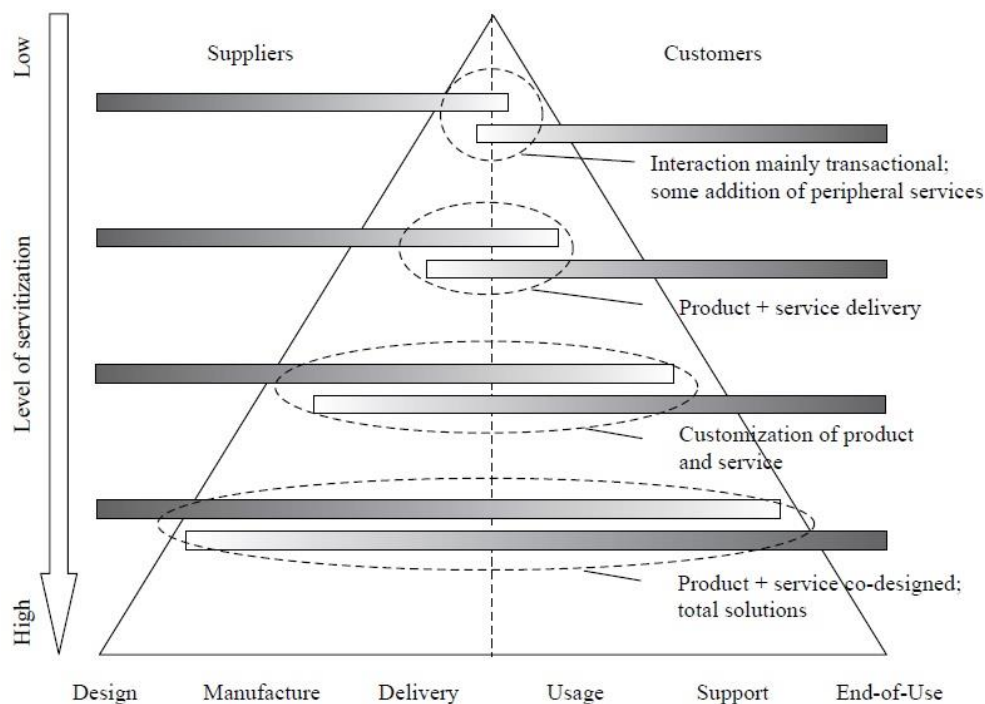 Low
Suppliers
Customers
Interaction mainly transactional;
some addition of peripheral services
Level of servitization
Product + service delivery
Customization of product
and service
Product + service co-designed;
total solutions
High
Design
Manufacture
Delivery
Usage
Support
End-of-Use